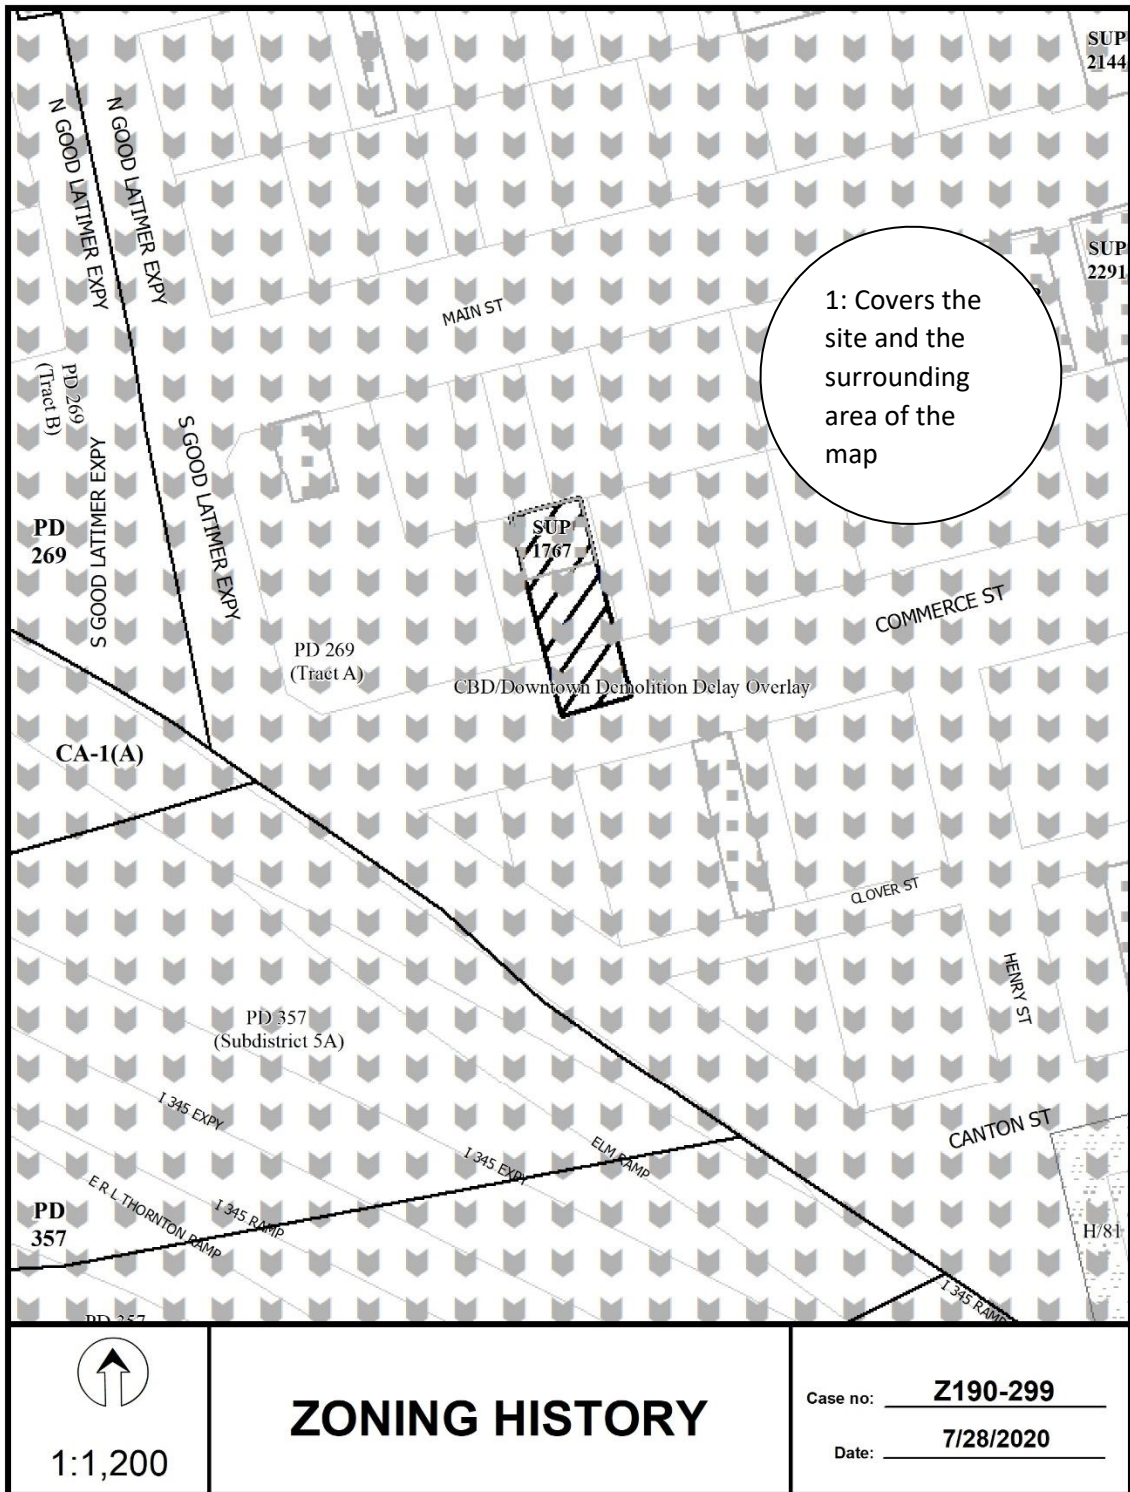 SUP
2144
N GOOD LATIMER EXPY
N GOOD LATIMER EXPY
SUP
2291
MAIN ST
1: Covers the
site and the
surrounding
area of the
map
PD 269
(Tract B)
S GOOD LATIMER EXPY
S GOOD LATIMER EXPY
PD
269
SUP
1767
COMMERCE ST
PD 269
(Tract A)
CBD/Downtown Demolition Delay Overlay
CA-1(A)
CLOVER ST
HENRY ST
PD 357
(Subdistrict 5A)
I 345 EXPY
CANTON ST
ELM RAMP
I 345 EXPY
E R L THORNTON RAMP
I 345 RAMP
PD
357
H/81
I 345 RAMP
PD 357
1:1,200
ZONING HISTORY
Case no: Z190-299
Date: 7/28/2020